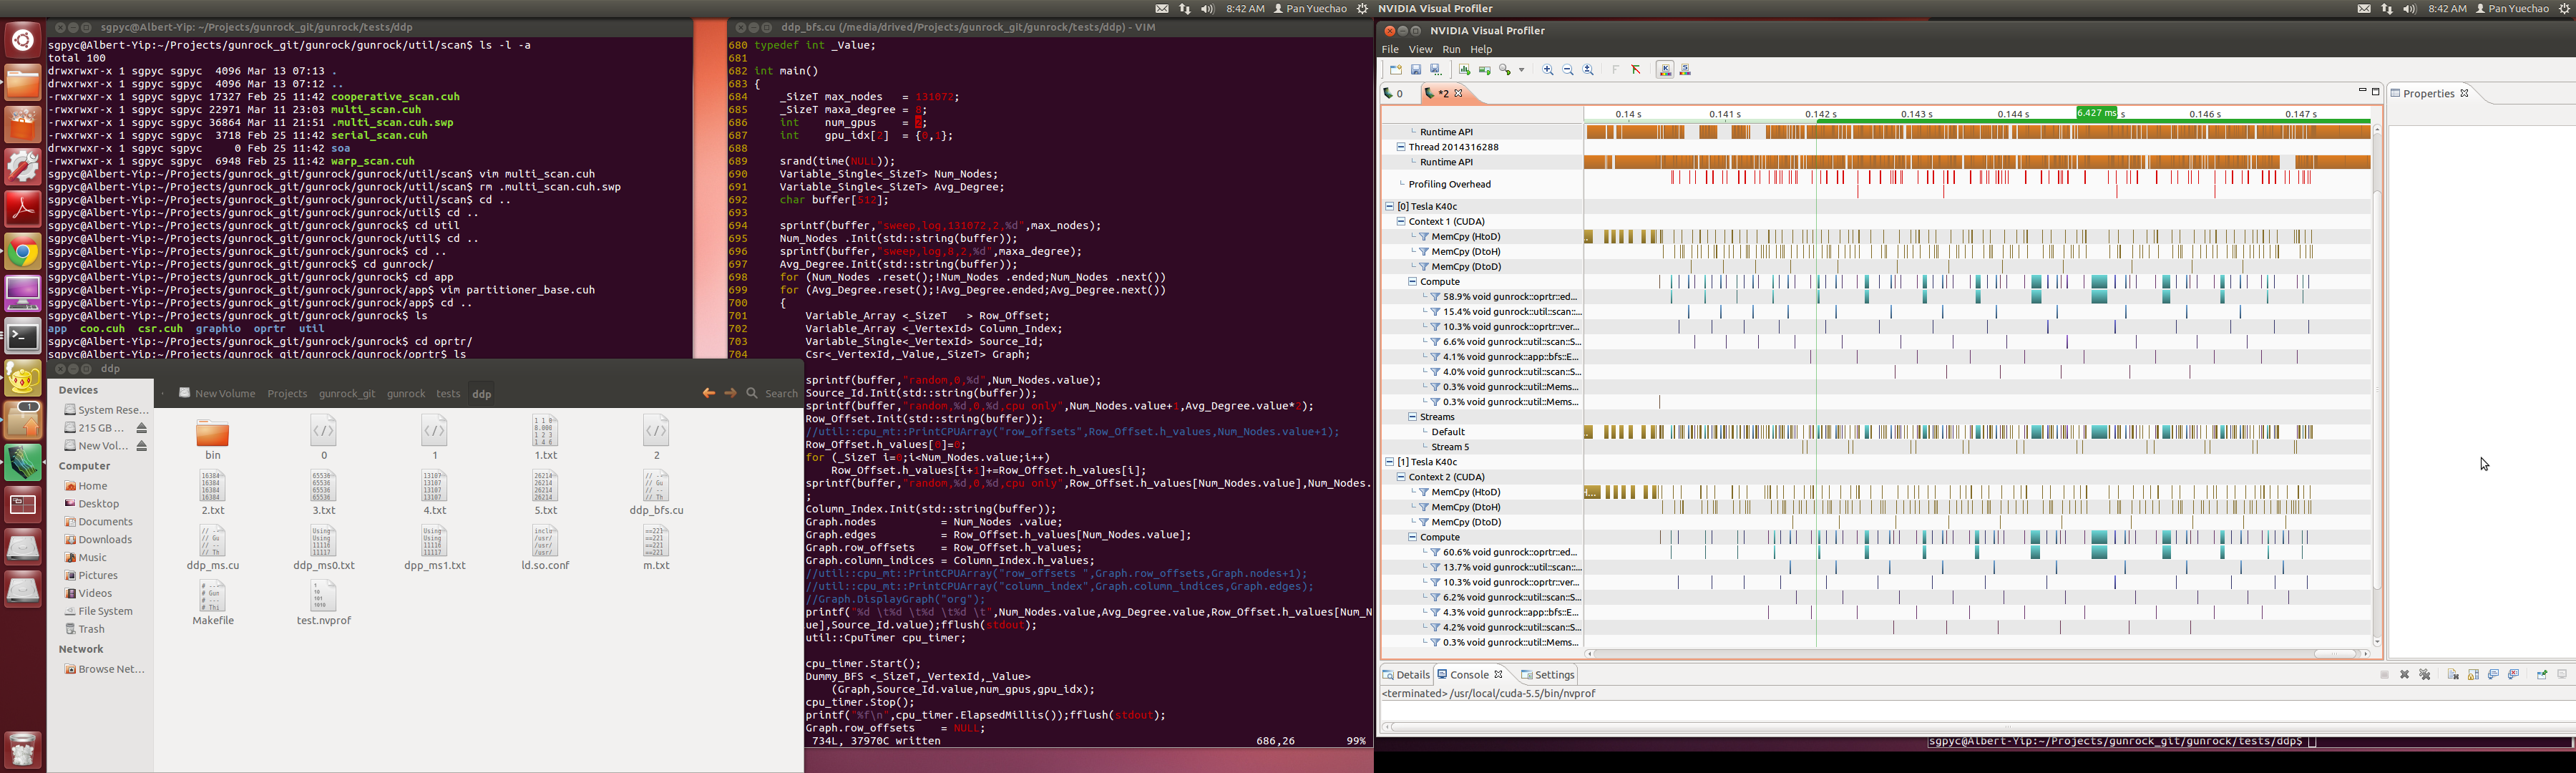 8:42 AM Pan Yuechao
NVIDIA Visual Profiler
8:42 AM Pan Yuechao
sgpyc@Albert-Yip: ~/Projects/gunrock_git/gunrock/tests/ddp
sgpyc@Albert-Yip:~/Projects/gunrock_git/gunrock/gunrock/util/scan$ ls -l -a
total 100
drwxrwxr-x 1 sgpyc sgpyc  4096 Mar 13 07:13 .
drwxrwxr-x 1 sgpyc sgpyc  4096 Mar 13 07:12 ..
-rwxrwxr-x 1 sgpyc sgpyc 17327 Feb 25 11:42 cooperative_scan.cuh
-rwxrwxr-x 1 sgpyc sgpyc 22971 Mar 11 23:03 multi_scan.cuh
-rwxrwxr-x 1 sgpyc sgpyc 36864 Mar 11 21:51 .multi_scan.cuh.swp
-rwxrwxr-x 1 sgpyc sgpyc  3718 Feb 25 11:42 serial_scan.cuh
drwxrwxr-x 1 sgpyc sgpyc     0 Feb 25 11:42 soa
-rwxrwxr-x 1 sgpyc sgpyc  6948 Feb 25 11:42 warp_scan.cuh
sgpyc@Albert-Yip:~/Projects/gunrock_git/gunrock/gunrock/util/scan$ vim multi_scan.cuh
sgpyc@Albert-Yip:~/Projects/gunrock_git/gunrock/gunrock/util/scan$ rm .multi_scan.cuh.swp
sgpyc@Albert-Yip:~/Projects/gunrock_git/gunrock/gunrock/util/scan$ cd ..
sgpyc@Albert-Yip:~/Projects/gunrock_git/gunrock/gunrock/util$ cd ..
sgpyc@Albert-Yip:~/Projects/gunrock_git/gunrock/gunrock$ cd util
sgpyc@Albert-Yip:~/Projects/gunrock_git/gunrock/gunrock/util$ cd ..
sgpyc@Albert-Yip:~/Projects/gunrock_git/gunrock/gunrock$ cd ..
sgpyc@Albert-Yip:~/Projects/gunrock_git/gunrock$ cd gunrock/
sgpyc@Albert-Yip:~/Projects/gunrock_git/gunrock/gunrock$ cd app
sgpyc@Albert-Yip:~/Projects/gunrock_git/gunrock/gunrock/app$ vim partitioner_base.cuh
sgpyc@Albert-Yip:~/Projects/gunrock_git/gunrock/gunrock/app$ cd ..
sgpyc@Albert-Yip:~/Projects/gunrock_git/gunrock/gunrock$ ls
app  coo.cuh  csr.cuh  graphio  oprtr  util
sgpyc@Albert-Yip:~/Projects/gunrock_git/gunrock/gunrock$ cd oprtr/
sgpyc@Albert-Yip:~/Projects/gunrock_git/gunrock/gunrock/oprtr$ ls
ddp
Devices
System Rese...
215 GB ...
New Vol...
Computer
Home
Desktop
Documents
Downloads
Music
Pictures
Videos
File System
Trash
Network
Browse Net...
New Volume Projects gunrock_git gunrock tests ddp Search
bin 0 1 1.txt 2
2.txt 3.txt 4.txt 5.txt ddp_bfs.cu
ddp_ms.cu ddp_ms0.txt dpp_ms1.txt ld.so.conf m.txt
Makefile test.nvprof
ddp_bfs.cu (/media/drived/Projects/gunrock_git/gunrock/tests/ddp) - VIM
680 typedef int _Value;
681
682 int main()
683 {
684     _SizeT max_nodes   = 131072;
685     _SizeT maxa_degree = 8;
686     int    num_gpus    = 2;
687     int    gpu_idx[2]  = {0,1};
688
689     srand(time(NULL));
690     Variable_Single<_SizeT> Num_Nodes;
691     Variable_Single<_SizeT> Avg_Degree;
692     char buffer[512];
693
694     sprintf(buffer,"sweep,log,131072,2,%d",max_nodes);
695     Num_Nodes .Init(std::string(buffer));
696     sprintf(buffer,"sweep,log,8,2,%d",maxa_degree);
697     Avg_Degree.Init(std::string(buffer));
698     for (Num_Nodes .reset();!Num_Nodes .ended;Num_Nodes .next())
699     for (Avg_Degree.reset();!Avg_Degree.ended;Avg_Degree.next())
700     {
701         Variable_Array <_SizeT   > Row_Offset;
702         Variable_Array <_VertexId> Column_Index;
703         Variable_Single<_VertexId> Source_Id;
704         Csr<_VertexId,_Value,_SizeT> Graph;
sprintf(buffer,"random,0,%d",Num_Nodes.value);
Source_Id.Init(std::string(buffer));
sprintf(buffer,"random,%d,0,%d,cpu only",Num_Nodes.value+1,Avg_Degree.value*2);
Row_Offset.Init(std::string(buffer));
//util::cpu_mt::PrintCPUArray("row_offsets",Row_Offset.h_values,Num_Nodes.value+1);
Row_Offset.h_values[0]=0;
for (_SizeT i=0;i<Num_Nodes.value;i++)
    Row_Offset.h_values[i+1]+=Row_Offset.h_values[i];
sprintf(buffer,"random,%d,0,%d,cpu only",Row_Offset.h_values[Num_Nodes.value],Num_Nodes.
;
Column_Index.Init(std::string(buffer));
Graph.nodes          = Num_Nodes .value;
Graph.edges          = Row_Offset.h_values[Num_Nodes.value];
Graph.row_offsets    = Row_Offset.h_values;
Graph.column_indices = Column_Index.h_values;
//util::cpu_mt::PrintCPUArray("row_offsets ",Graph.row_offsets,Graph.nodes+1);
//util::cpu_mt::PrintCPUArray("column_index",Graph.column_indices,Graph.edges);
//Graph.DisplayGraph("org");
printf("%d \t%d \t%d \t%d \t",Num_Nodes.value,Avg_Degree.value,Row_Offset.h_values[Num_N
ue],Source_Id.value);fflush(stdout);
util::CpuTimer cpu_timer;
cpu_timer.Start();
Dummy_BFS <_SizeT,_VertexId,_Value>
    (Graph,Source_Id.value,num_gpus,gpu_idx);
cpu_timer.Stop();
printf("%f\n",cpu_timer.ElapsedMillis());fflush(stdout);
Graph.row_offsets    = NULL;
734L, 37970C written 686,26 99%
NVIDIA Visual Profiler
File View Run Help
0 *2
0.14 s 0.141 s 0.142 s 0.143 s 0.144 s 6.427 ms s 0.146 s 0.147 s
Runtime API
Thread 2014316288
Runtime API
Profiling Overhead
[0] Tesla K40c
Context 1 (CUDA)
MemCpy (HtoD)
MemCpy (DtoH)
MemCpy (DtoD)
Compute
58.9% void gunrock::oprtr::ed...
15.4% void gunrock::util::scan::...
10.3% void gunrock::oprtr::ver...
6.6% void gunrock::util::scan::S...
4.1% void gunrock::app::bfs::E...
4.0% void gunrock::util::scan::S...
0.3% void gunrock::util::Mems...
0.3% void gunrock::util::Mems...
Streams
Default
Stream 5
[1] Tesla K40c
Context 2 (CUDA)
MemCpy (HtoD)
MemCpy (DtoH)
MemCpy (DtoD)
Compute
60.6% void gunrock::oprtr::ed...
13.7% void gunrock::util::scan::...
10.3% void gunrock::oprtr::ver...
6.2% void gunrock::util::scan::S...
4.3% void gunrock::app::bfs::E...
4.2% void gunrock::util::scan::S...
0.3% void gunrock::util::Mems...
Properties
Details Console Settings
<terminated> /usr/local/cuda-5.5/bin/nvprof
sgpyc@Albert-Yip:~/Projects/gunrock_git/gunrock/tests/ddp$